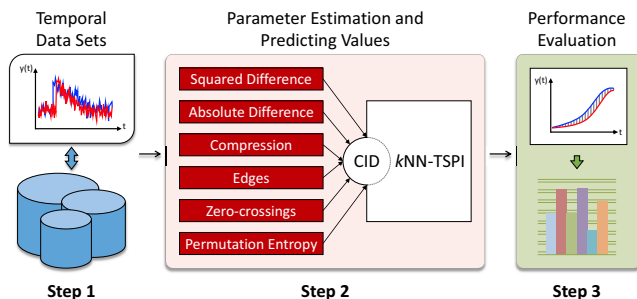 Temporal
Data Sets
Parameter Estimation and
Predicting Values
Performance
Evaluation
y(t)
t
Squared Difference
Absolute Difference
Compression
Edges
Zero-crossings
Permutation Entropy
CID
kNN-TSPI
y(t)
t
Step 1
Step 2
Step 3